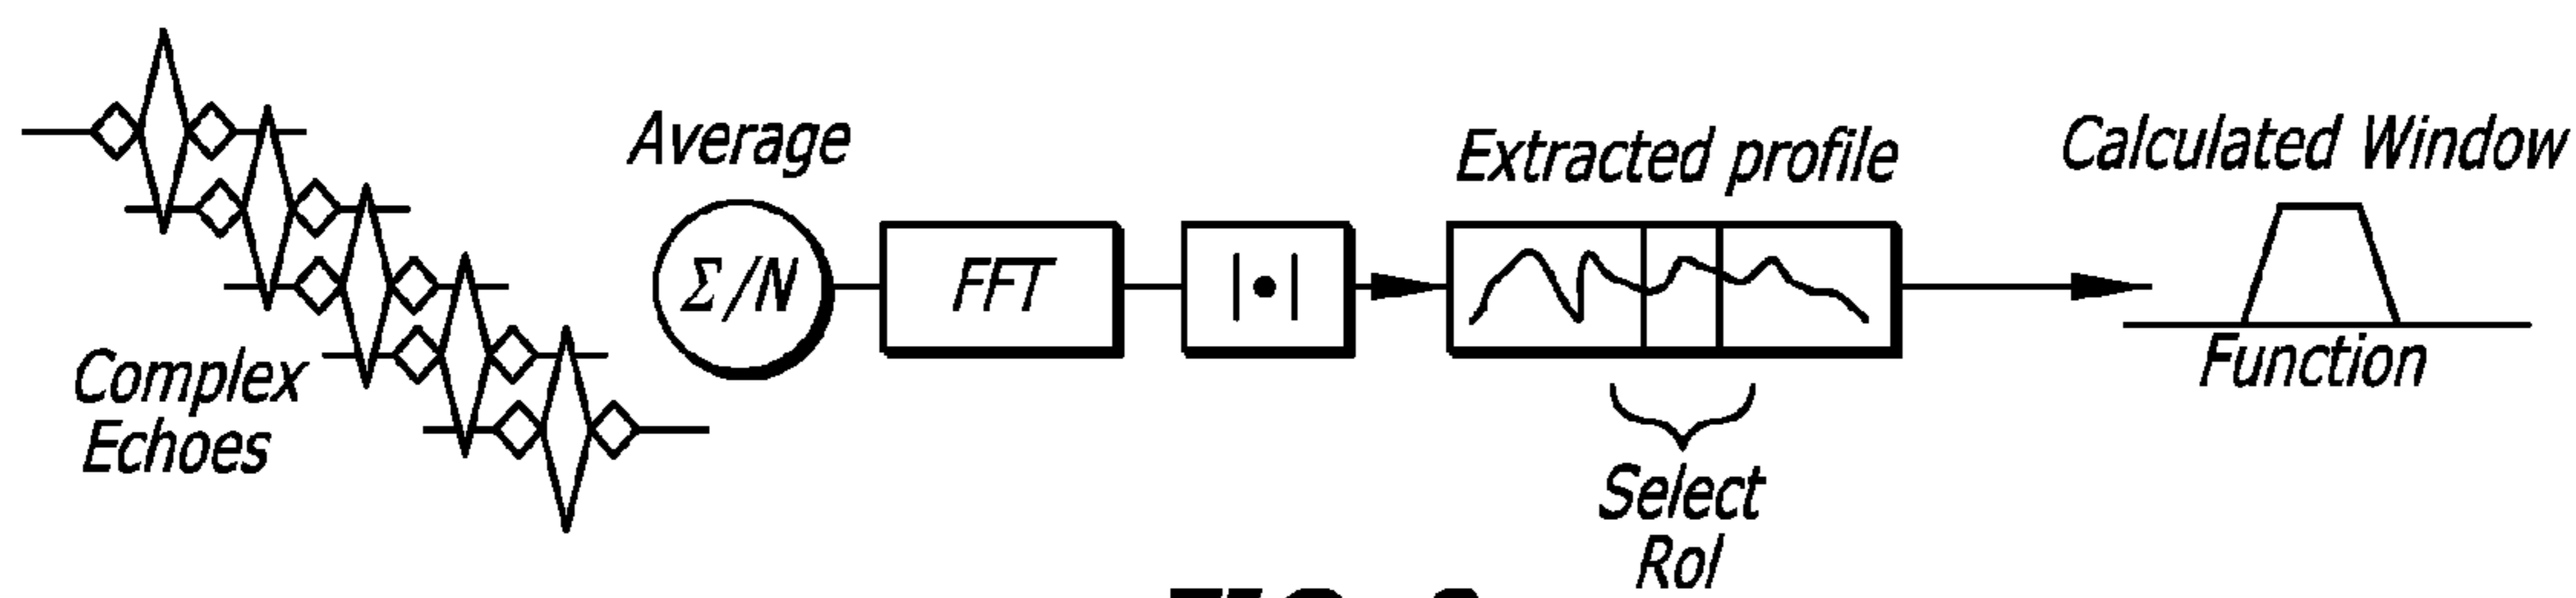 Complex
Echoes
Average
Σ/N
FFT
|•|
Extracted profile
Select
RoI
Calculated Window
Function